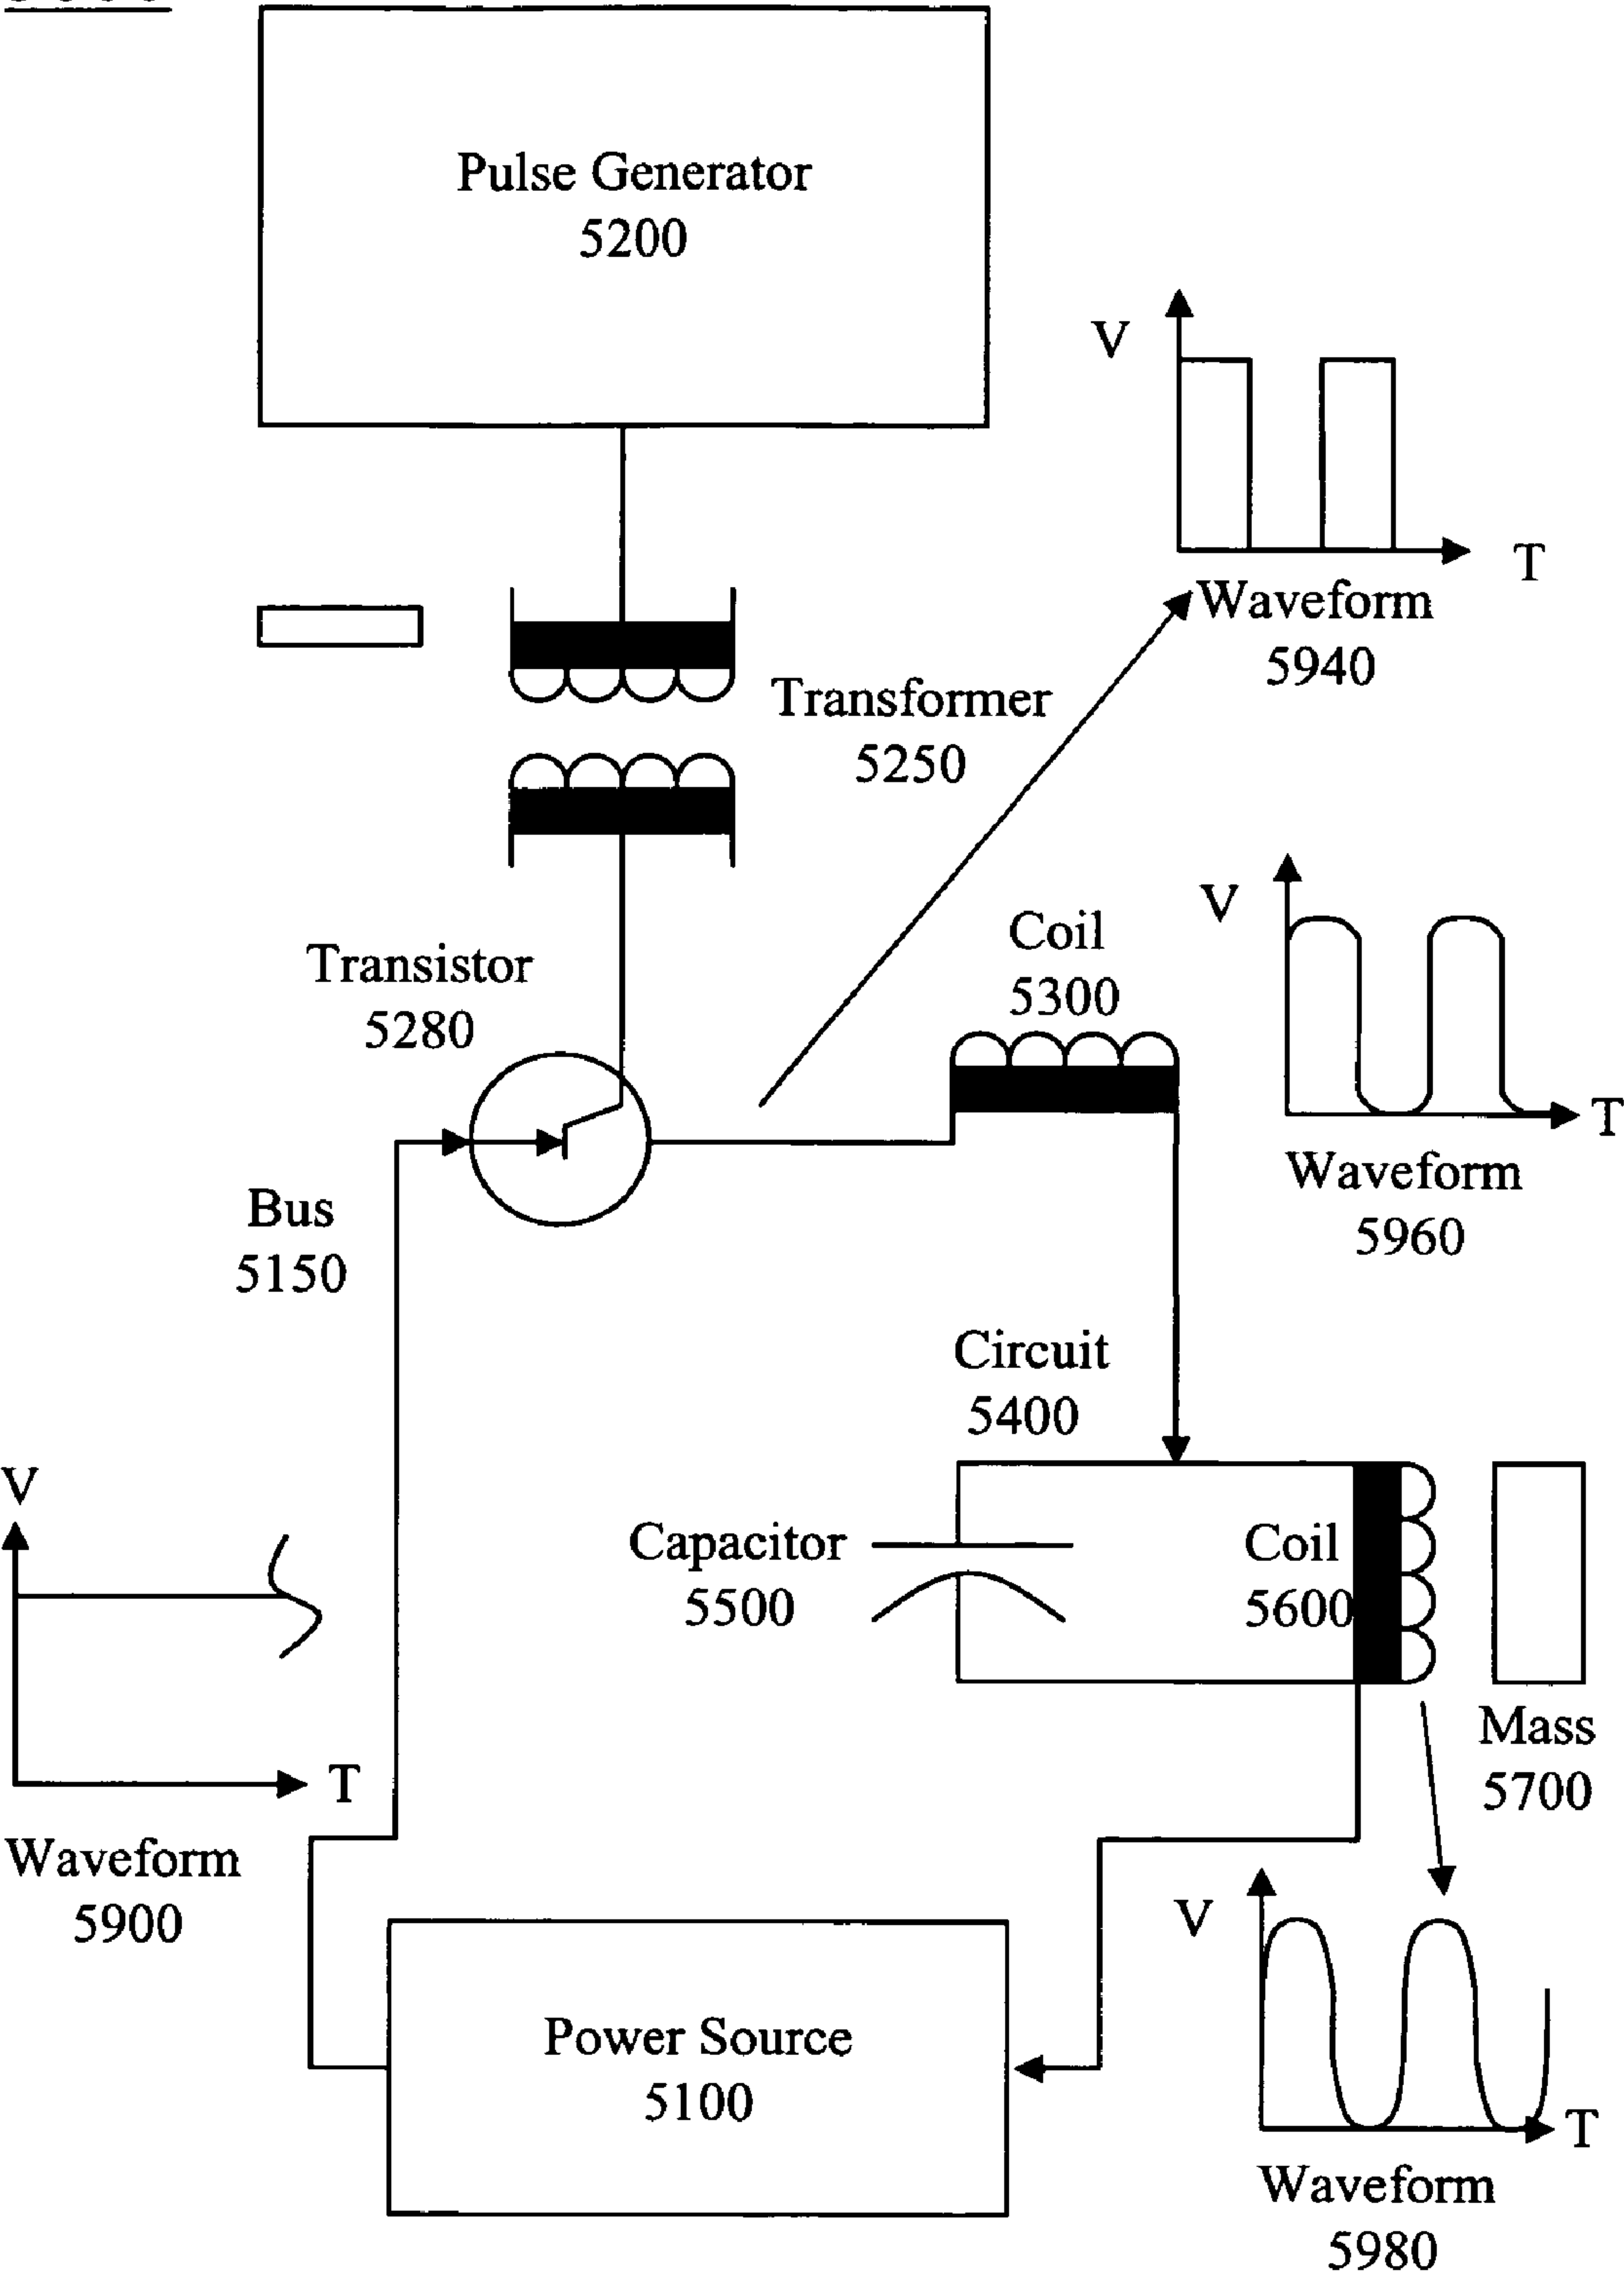 Pulse Generator
5200
V
T
Waveform
5940
Transformer
5250
V
T
Waveform
5960
Coil
5300
Transistor
5280
Bus
5150
Circuit
5400
V
T
Waveform
5900
Capacitor
5500
Coil
5600
Mass
5700
Power Source
5100
V
T
Waveform
5980